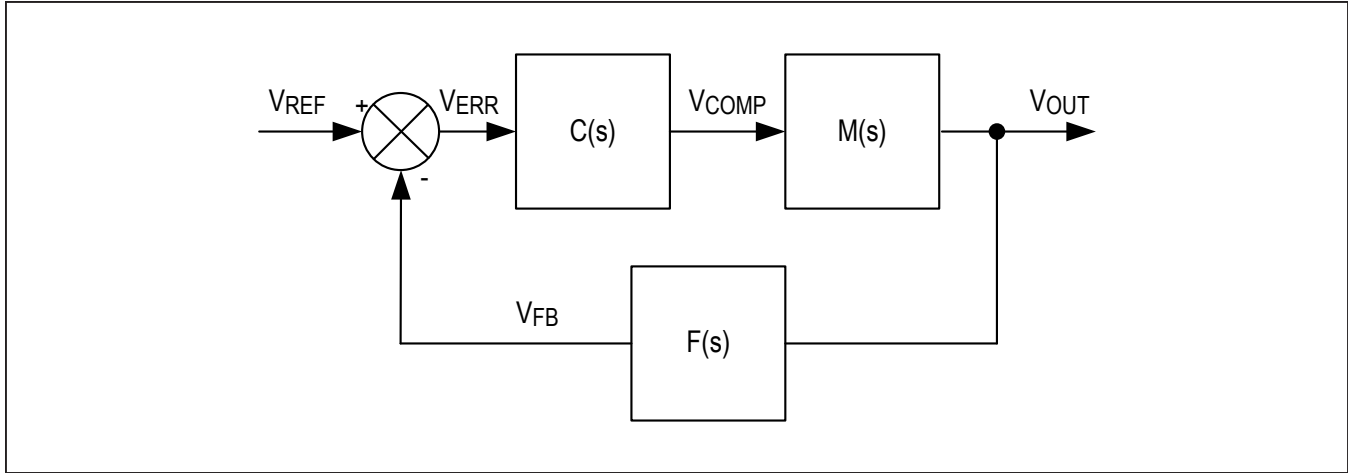 VREF
+
VERR
C(s)
VCOMP
M(s)
VOUT
-
VFB
F(s)